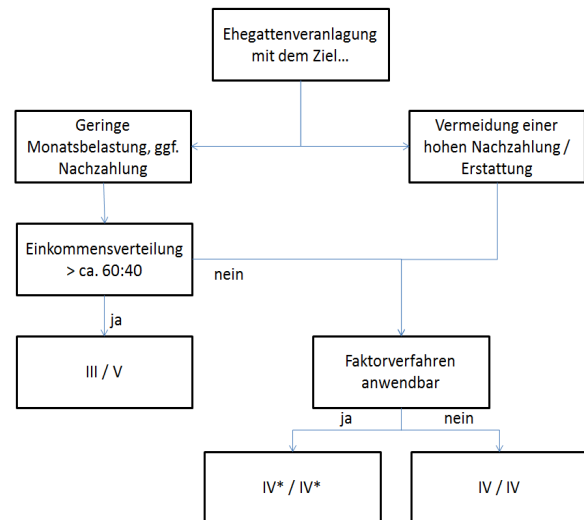 Ehegattenveranlagung
mit dem Ziel...
Geringe
Monatsbelastung, ggf.
Nachzahlung
Vermeidung einer
hohen Nachzahlung /
Erstattung
Einkommensverteilung
> ca. 60:40
nein
ja
III / V
Faktorverfahren
anwendbar
ja
nein
IV* / IV*
IV / IV